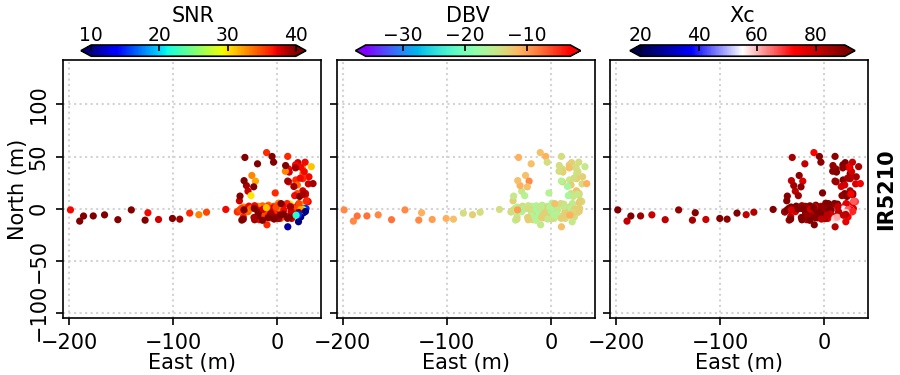 SNR DBV Xc
10 20 30 40 −30 −20 −10 20 40 60 80
100
50
0
−50
−100
North (m)
IR5210
−200 −100 0 −200 −100 0 −200 −100 0
East (m) East (m) East (m)